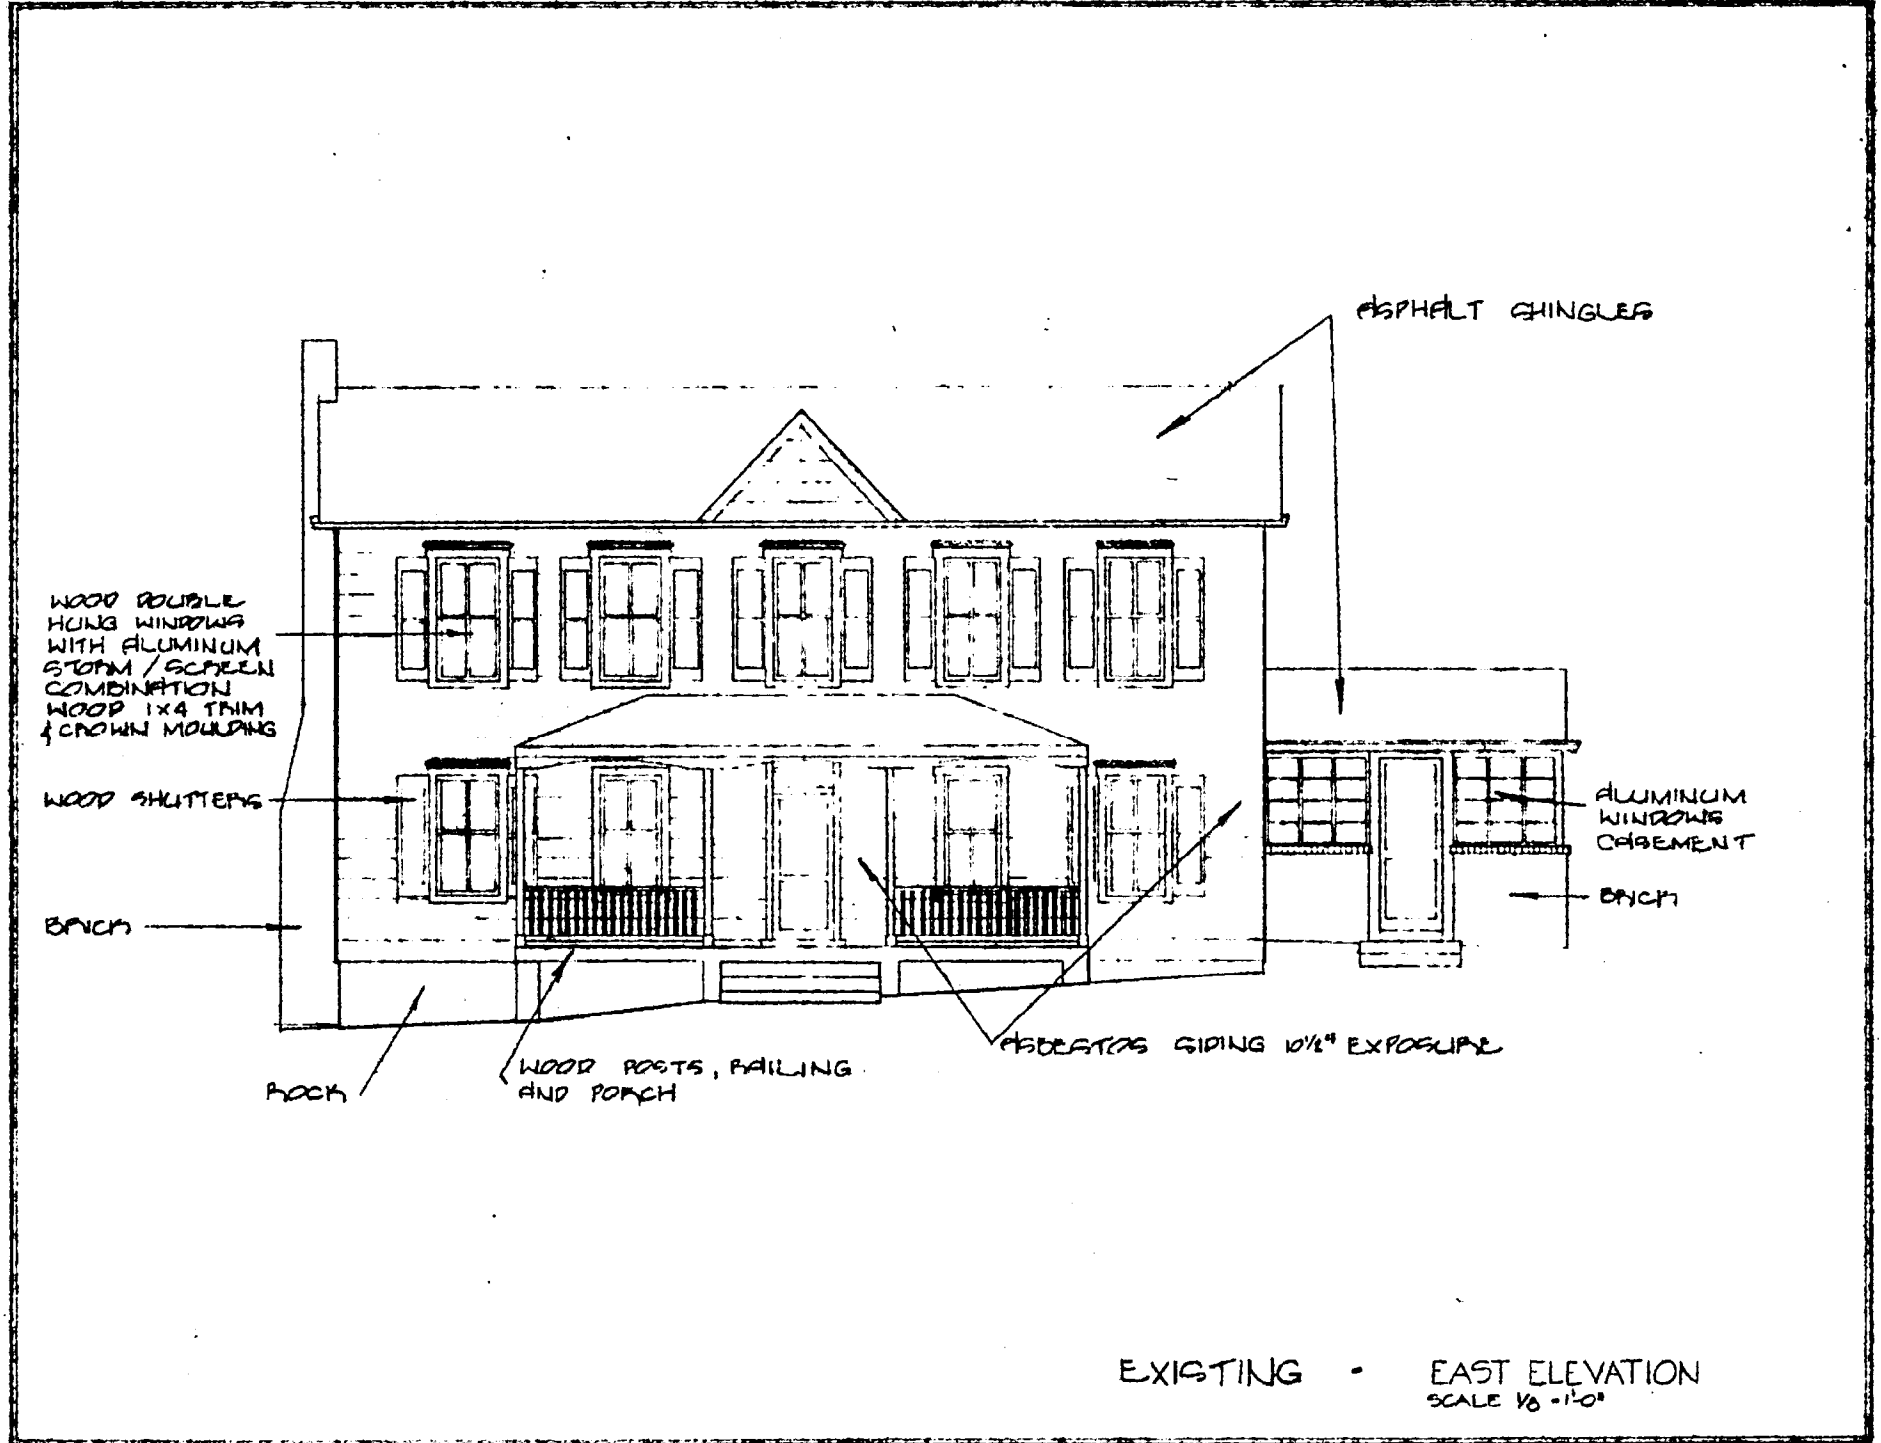 ASPHALT SHINGLES
WOOD DOUBLE
HUNG WINDOWS
WITH ALUMINUM
STORM / SCREEN
COMBINATION
WOOD 1X4 TRIM
& CROWN MOULDING
WOOD SHUTTERS
ALUMINUM
WINDOWS
CASEMENT
BRICK
BRICK
ASBESTOS SIDING 10½" EXPOSURE
WOOD POSTS, RAILING
AND PORCH
ROCK
EXISTING - EAST ELEVATION
SCALE 1/8 = 1'-0"